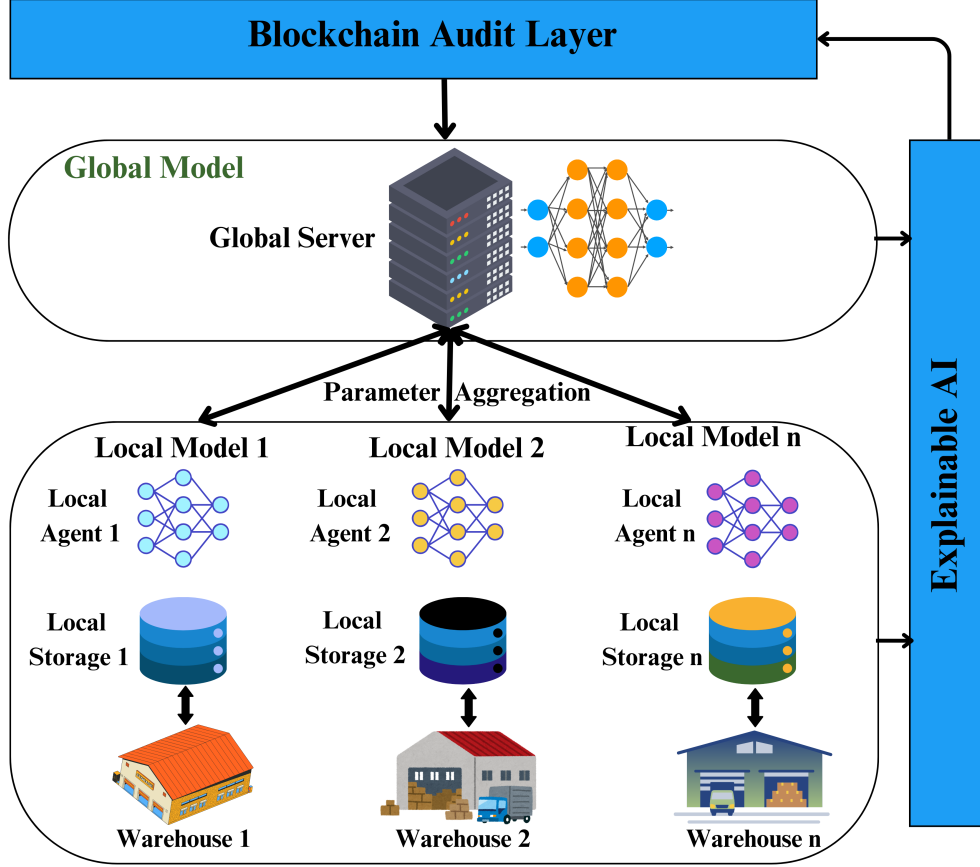 Blockchain Audit Layer
Global Model
Global Server
Parameter Aggregation
Local Model 1
Local Model 2
Local Model n
Local
Agent 1
Local
Agent 2
Local
Agent n
Local
Storage 1
Local
Storage 2
Local
Storage n
Warehouse 1
Warehouse 2
Warehouse n
Explainable AI